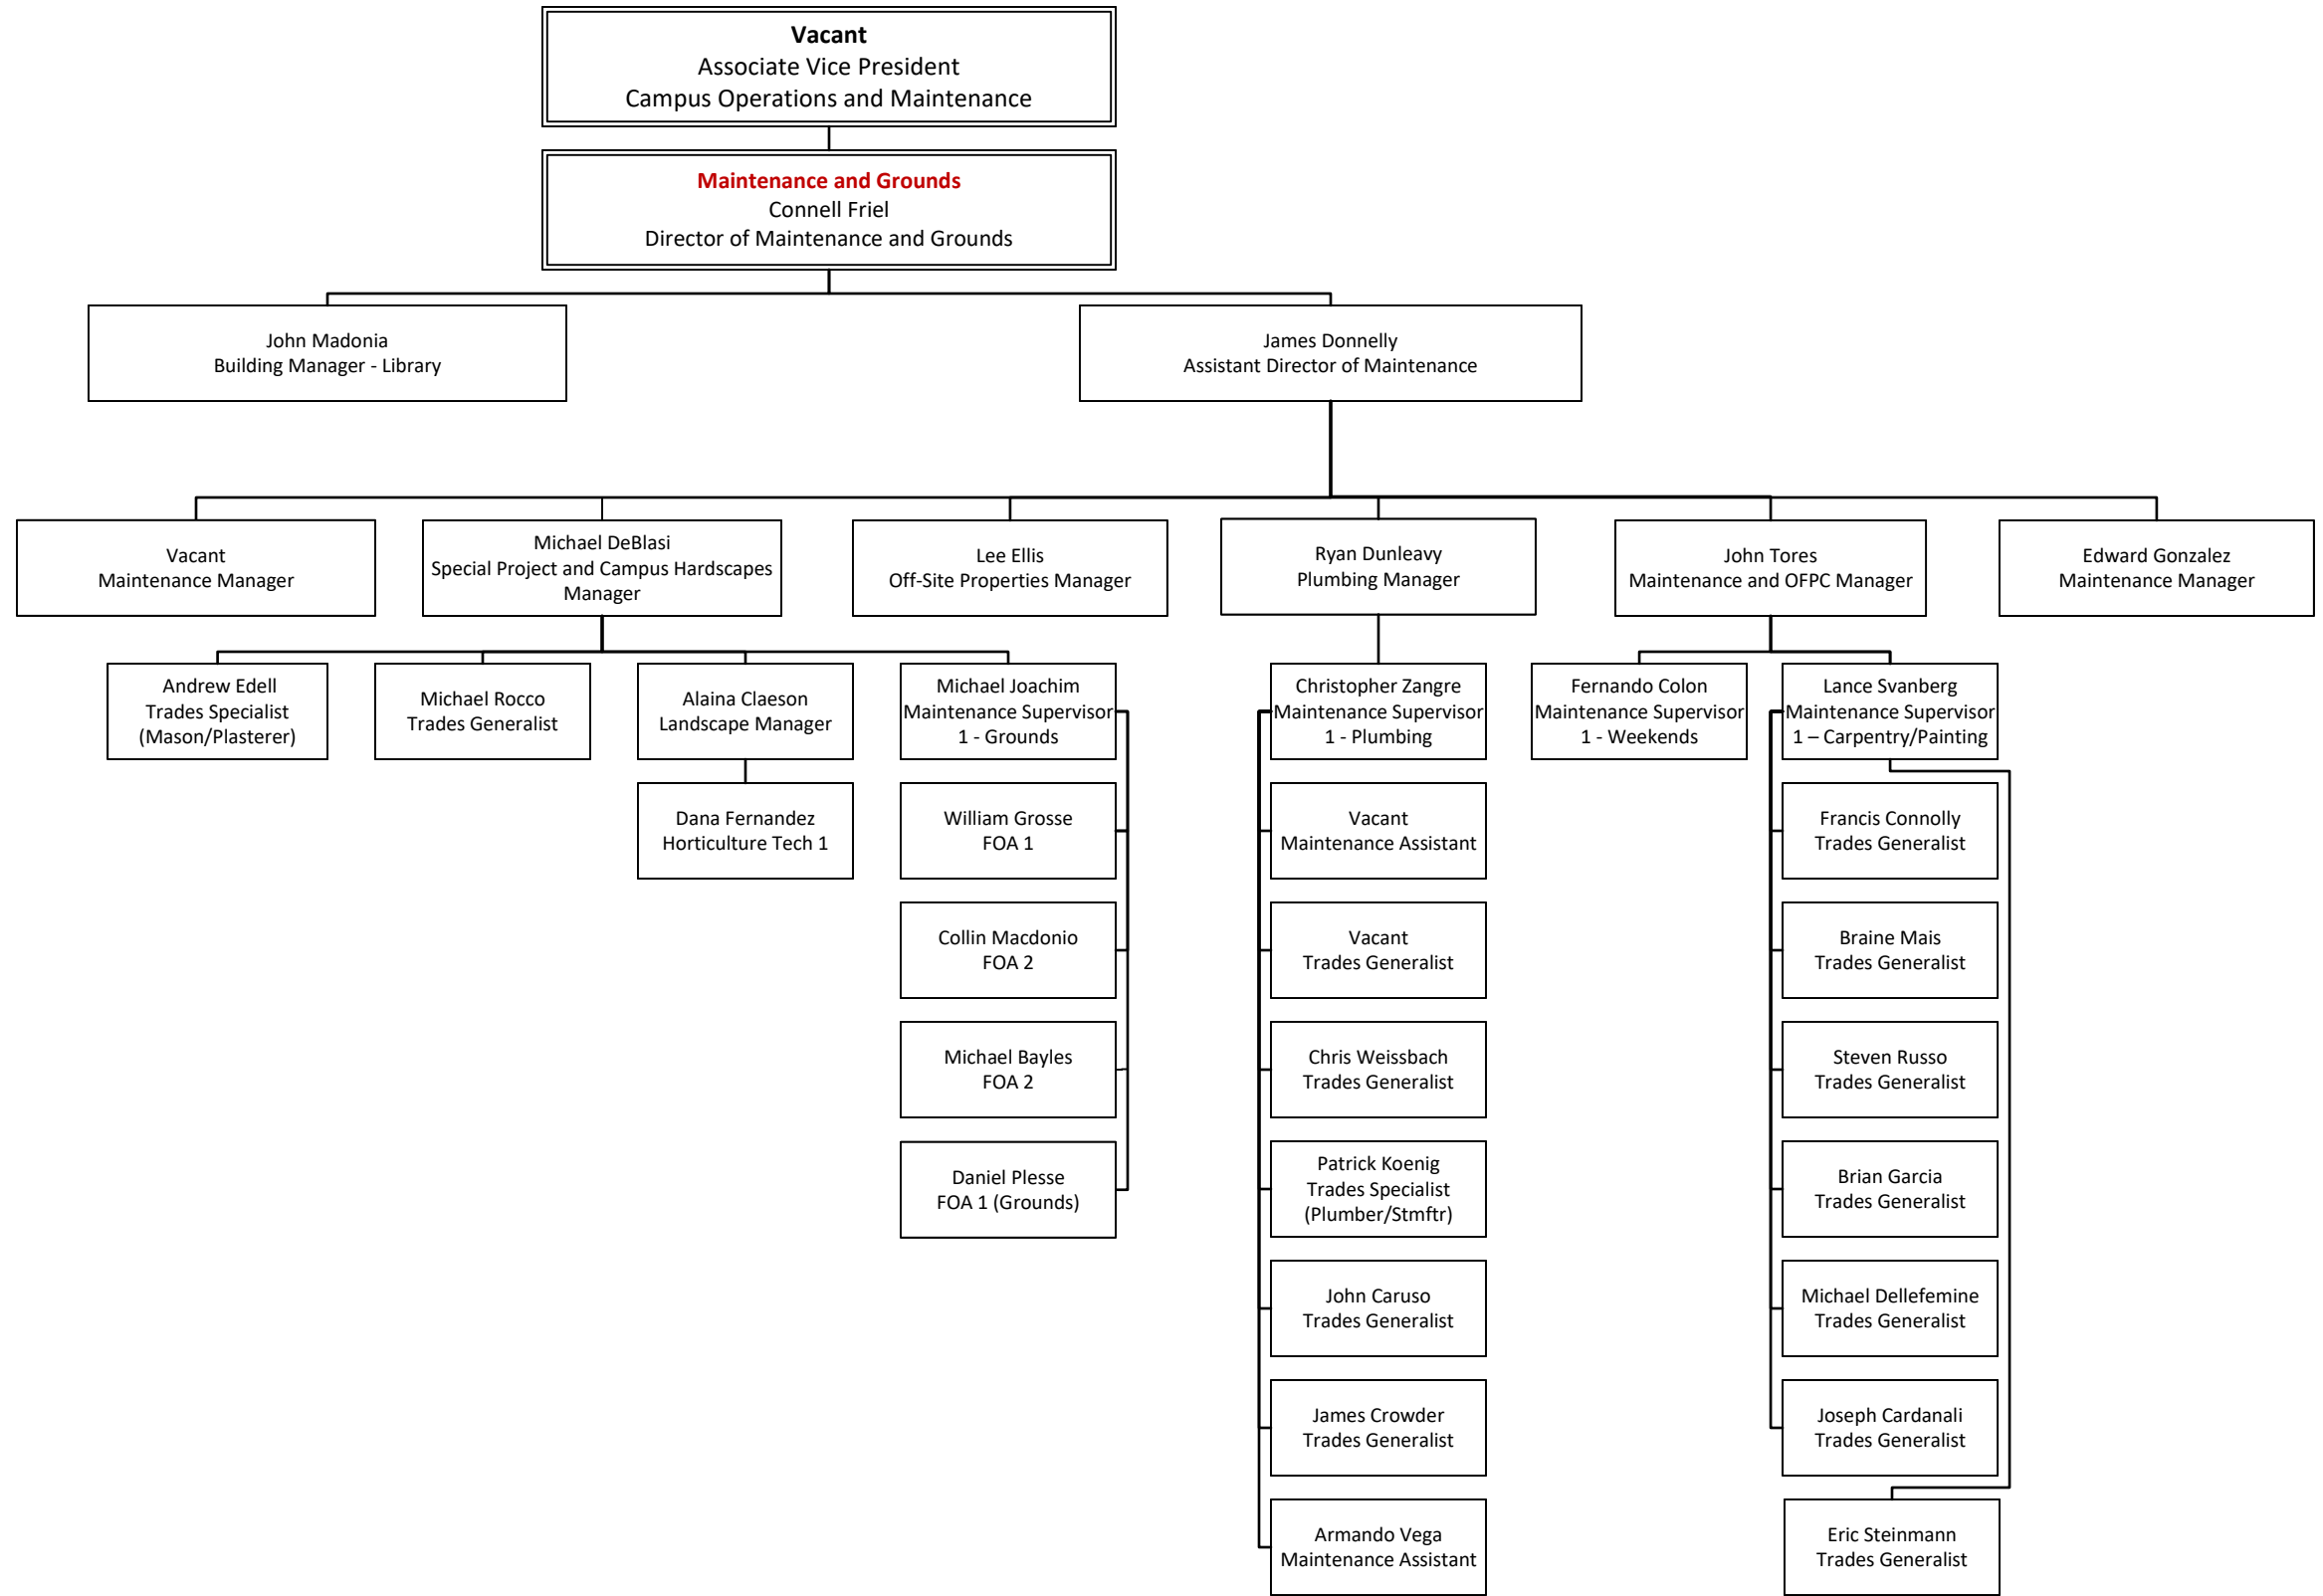 Vacant
Associate Vice President
Campus Operations and Maintenance
Maintenance and Grounds
Connell Friel
Director of Maintenance and Grounds
John Madonia
Building Manager - Library
James Donnelly
Assistant Director of Maintenance
Vacant
Maintenance Manager
Michael DeBlasi
Special Project and Campus Hardscapes
Manager
Lee Ellis
Off-Site Properties Manager
Ryan Dunleavy
Plumbing Manager
John Tores
Maintenance and OFPC Manager
Edward Gonzalez
Maintenance Manager
Andrew Edell
Trades Specialist
(Mason/Plasterer)
Michael Rocco
Trades Generalist
Alaina Claeson
Landscape Manager
Michael Joachim
Maintenance Supervisor
1 - Grounds
Christopher Zangre
Maintenance Supervisor
1 - Plumbing
Fernando Colon
Maintenance Supervisor
1 - Weekends
Lance Svanberg
Maintenance Supervisor
1 – Carpentry/Painting
Dana Fernandez
Horticulture Tech 1
William Grosse
FOA 1
Vacant
Maintenance Assistant
Francis Connolly
Trades Generalist
Collin Macdonio
FOA 2
Vacant
Trades Generalist
Braine Mais
Trades Generalist
Michael Bayles
FOA 2
Chris Weissbach
Trades Generalist
Steven Russo
Trades Generalist
Daniel Plesse
FOA 1 (Grounds)
Patrick Koenig
Trades Specialist
(Plumber/Stmftr)
Brian Garcia
Trades Generalist
John Caruso
Trades Generalist
Michael Dellefemine
Trades Generalist
James Crowder
Trades Generalist
Joseph Cardanali
Trades Generalist
Armando Vega
Maintenance Assistant
Eric Steinmann
Trades Generalist